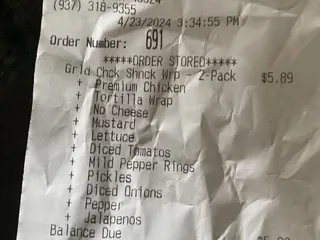 (937) 318-9355
4/23/2024 3:34:55 PM
Order Number: 691
*****ORDER STORED*****
Grld Chck Shnck Wrp - 2-Pack $5.89
+ Premium Chicken
+ Tortilla Wrap
+ No Cheese
+ Mustard
+ Lettuce
+ Diced Tomatos
+ Mild Pepper Rings
+ Pickles
+ Diced Onions
+ Pepper
+ Jalapenos
Balance Due